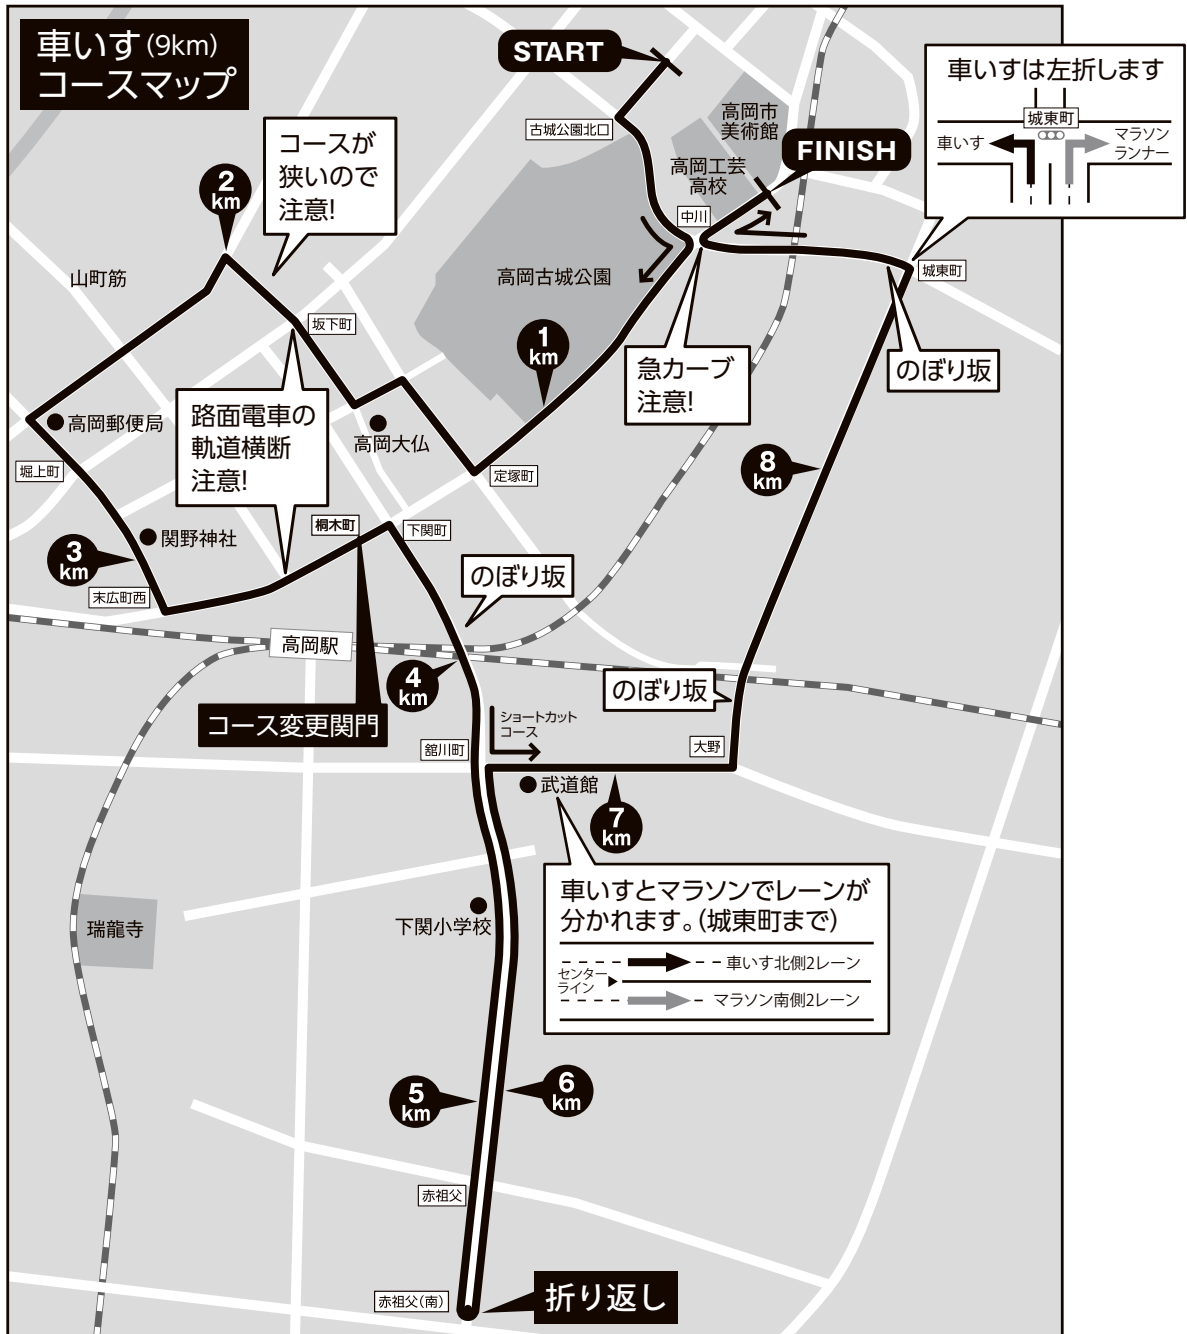 車いす(9km)
コースマップ
START
古城公園北口
高岡市
美術館
高岡工芸
高校
FINISH
中川
車いすは左折します
城東町
車いす
マラソン
ランナー
コースが
狭いので
注意!
2
km
山町筋
高岡古城公園
城東町
坂下町
1
km
急カーブ
注意!
のぼり坂
路面電車の
軌道横断
注意!
高岡郵便局
高岡大仏
堀上町
定塚町
8
km
桐木町
下関町
関野神社
3
km
末広町西
のぼり坂
高岡駅
4
km
のぼり坂
コース変更関門
ショートカット
コース
舘川町
大野
武道館
7
km
車いすとマラソンでレーンが
分かれます。(城東町まで)
車いす北側2レーン
センター
ライン
マラソン南側2レーン
下関小学校
瑞龍寺
5
km
6
km
赤祖父
赤祖父(南)
折り返し